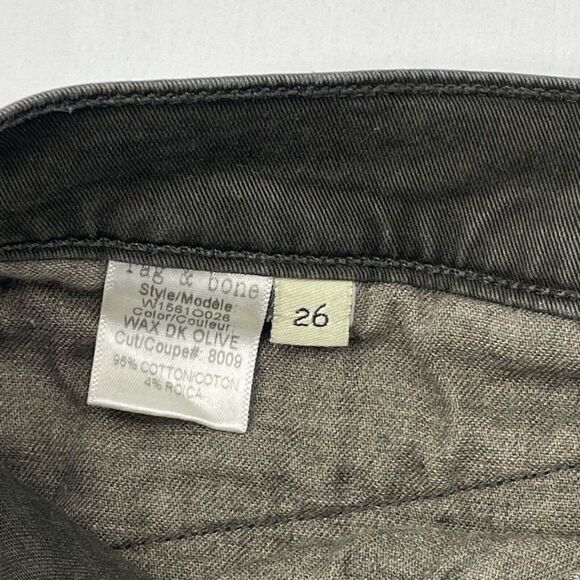 rag & bone
Style/Modèle
W1561O026
Color/Couleur
WAX DK OLIVE
Cut/Coupe#: 8009
96% COTTON/COTON
4% ROICA
26